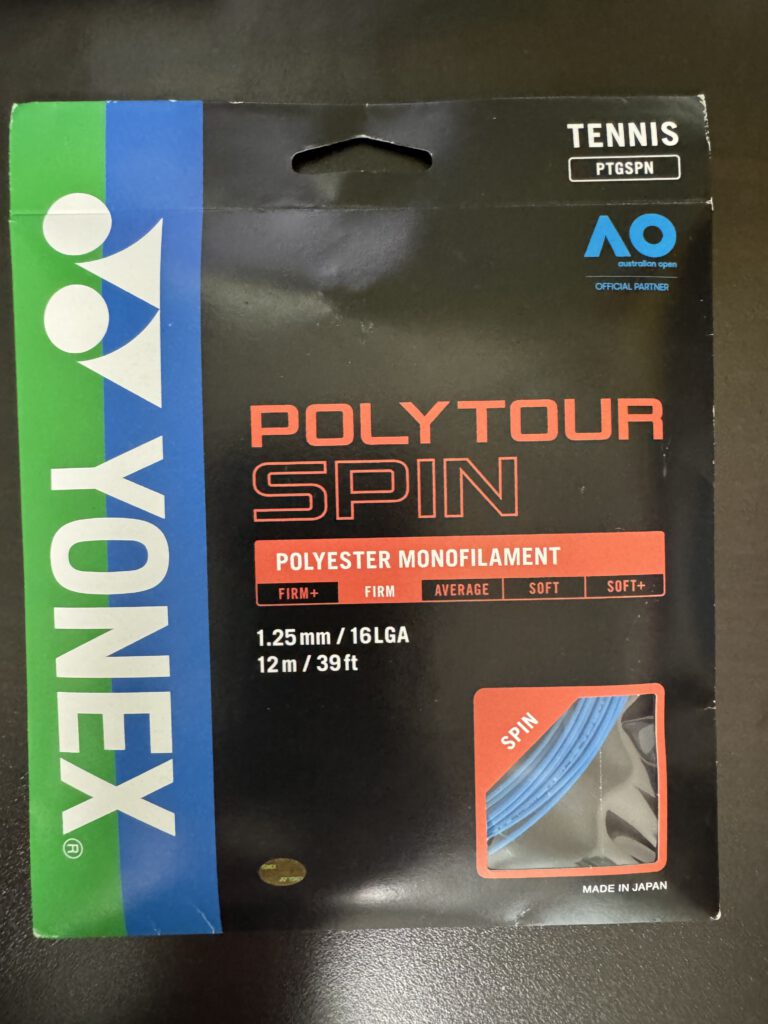 TENNIS
PTGSPN
AO
australian open
OFFICIAL PARTNER
YONEX®
POLYTOUR
SPIN
POLYESTER MONOFILAMENT
FIRM+ FIRM AVERAGE SOFT SOFT+
1.25mm / 16LGA
12m / 39ft
SPIN
YONEX
MADE IN JAPAN